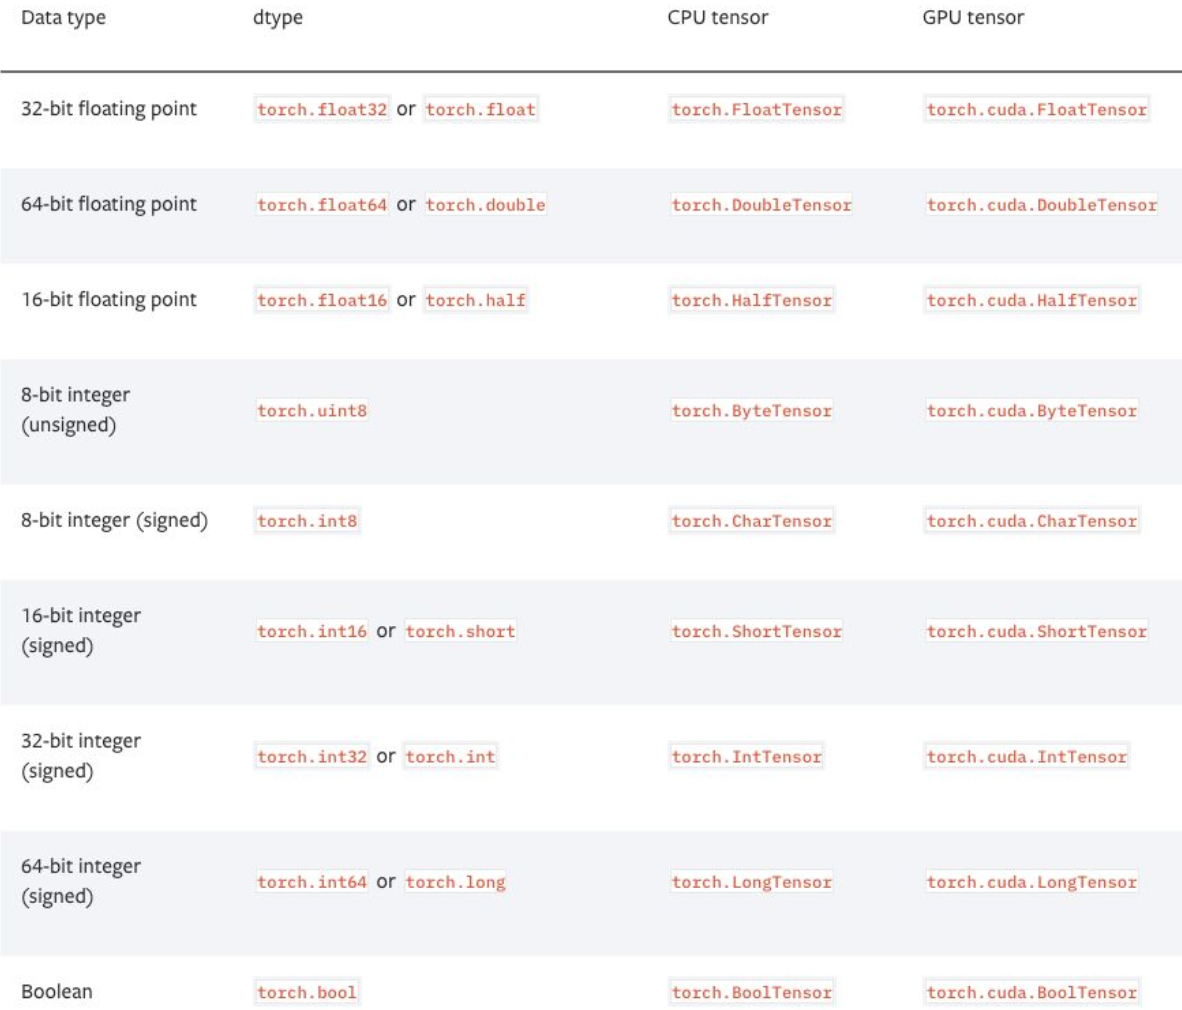 Data type dtype CPU tensor GPU tensor
32-bit floating point torch.float32 or torch.float torch.FloatTensor torch.cuda.FloatTensor
64-bit floating point torch.float64 or torch.double torch.DoubleTensor torch.cuda.DoubleTensor
16-bit floating point torch.float16 or torch.half torch.HalfTensor torch.cuda.HalfTensor
8-bit integer
(unsigned) torch.uint8 torch.ByteTensor torch.cuda.ByteTensor
8-bit integer (signed) torch.int8 torch.CharTensor torch.cuda.CharTensor
16-bit integer
(signed) torch.int16 or torch.short torch.ShortTensor torch.cuda.ShortTensor
32-bit integer
(signed) torch.int32 or torch.int torch.IntTensor torch.cuda.IntTensor
64-bit integer
(signed) torch.int64 or torch.long torch.LongTensor torch.cuda.LongTensor
Boolean torch.bool torch.BoolTensor torch.cuda.BoolTensor